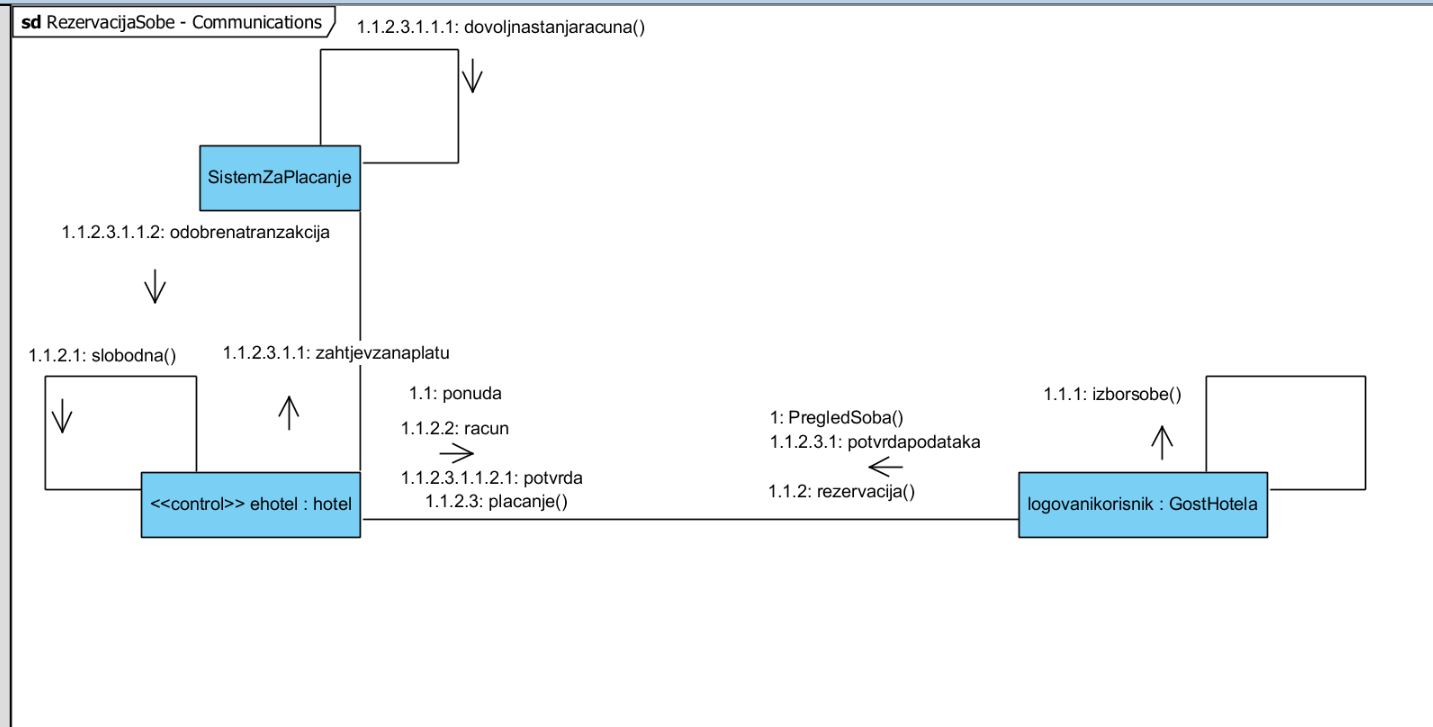 sd RezervacijaSobe - Communications
1.1.2.3.1.1.1: dovoljnastanjaracuna()
SistemZaPlacanje
1.1.2.3.1.1.2: odobrenatranzakcija
1.1.2.1: slobodna()
1.1.2.3.1.1: zahtjevzanaplatu
1.1: ponuda
1.1.2.2: racun
1.1.2.3.1.1.2.1: potvrda
1.1.2.3: placanje()
1: PregledSoba()
1.1.2.3.1: potvrdapodataka
1.1.2: rezervacija()
1.1.1: izborsobe()
<<control>> ehotel : hotel
logovanikorisnik : GostHotela